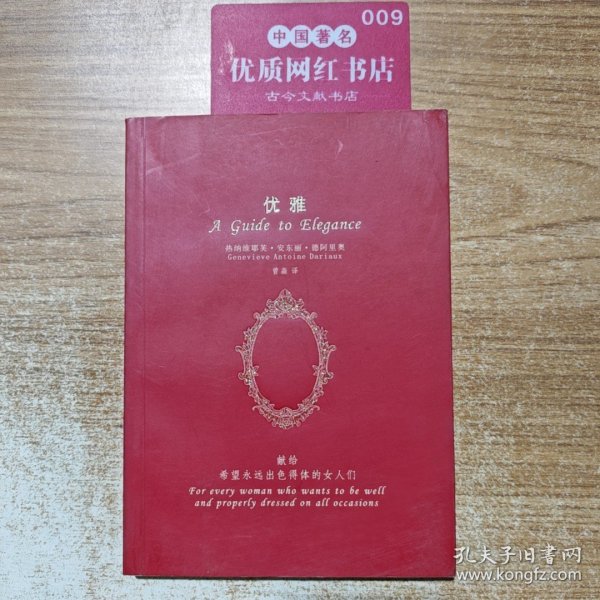 009
中国著名
优质网红书店
古今文献书店
优雅
A Guide to Elegance
热纳维耶芙·安东丽·德阿里奥
Genevieve Antoine Dariaux
曾淼 译
献给
希望永远出色得体的女人们
For every woman who wants to be well
and properly dressed on all occasions
孔夫子旧书网
www.kongfz.com